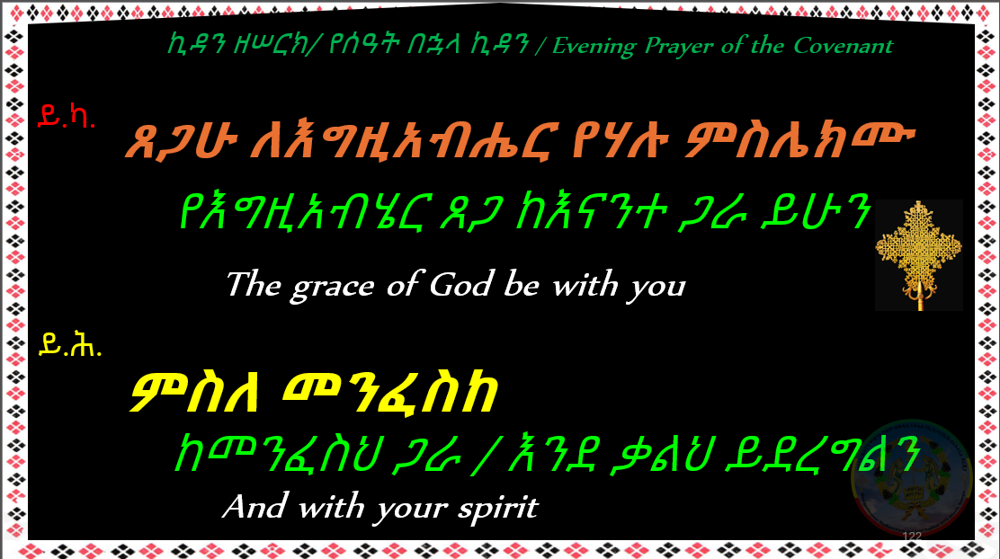 ኪዳን ዘሠርክ/ የሰዓት በኋላ ኪዳን / Evening Prayer of the Covenant
ይ.ካ.
ጸጋሁ ለእግዚአብሔር የሃሉ ምስሌክሙ
የእግዚአብሄር ጸጋ ከእናንተ ጋራ ይሁን
The grace of God be with you
ይ.ሕ.
ምስለ መንፈስከ
ከመንፈስህ ጋራ / እንደ ቃልህ ይደረግልን
And with your spirit
122